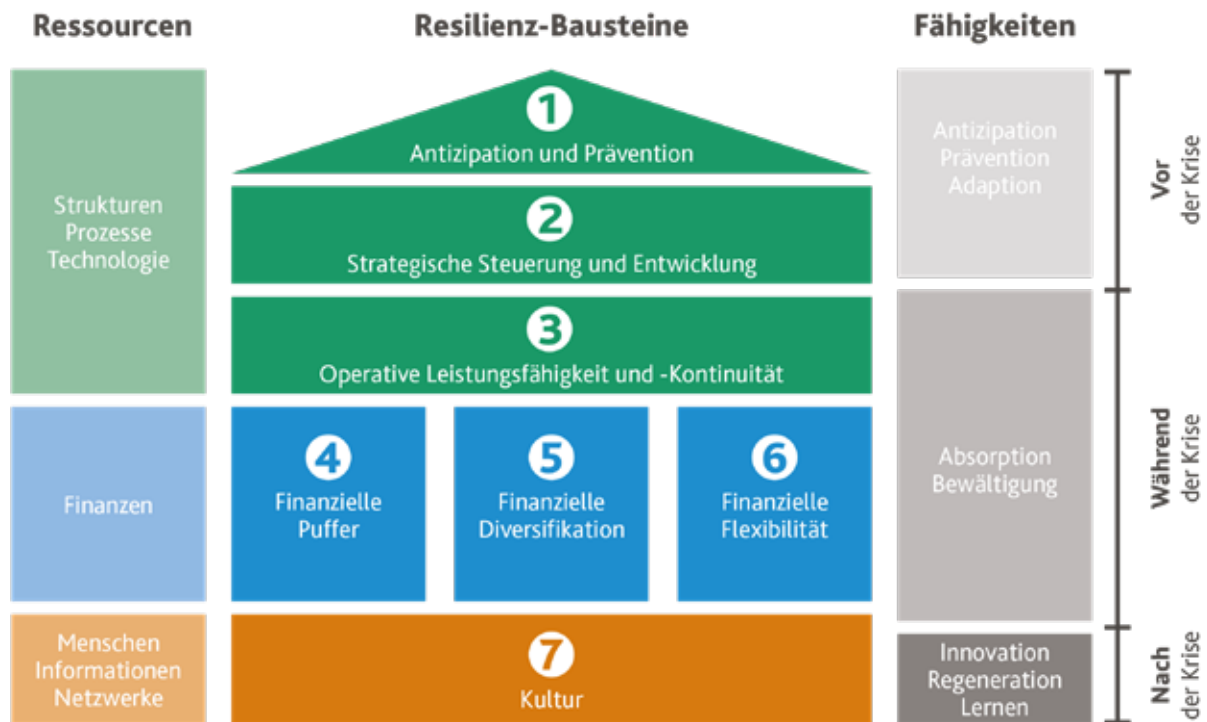 Ressourcen
Resilienz-Bausteine
Fähigkeiten
Strukturen
Prozesse
Technologie
1
Antizipation und Prävention
2
Strategische Steuerung und Entwicklung
3
Operative Leistungsfähigkeit und -Kontinuität
Antizipation
Prävention
Adaption
Vor
der Krise
Finanzen
4
Finanzielle
Puffer
5
Finanzielle
Diversifikation
6
Finanzielle
Flexibilität
Absorption
Bewältigung
Während
der Krise
Menschen
Informationen
Netzwerke
7
Kultur
Innovation
Regeneration
Lernen
Nach
der Krise